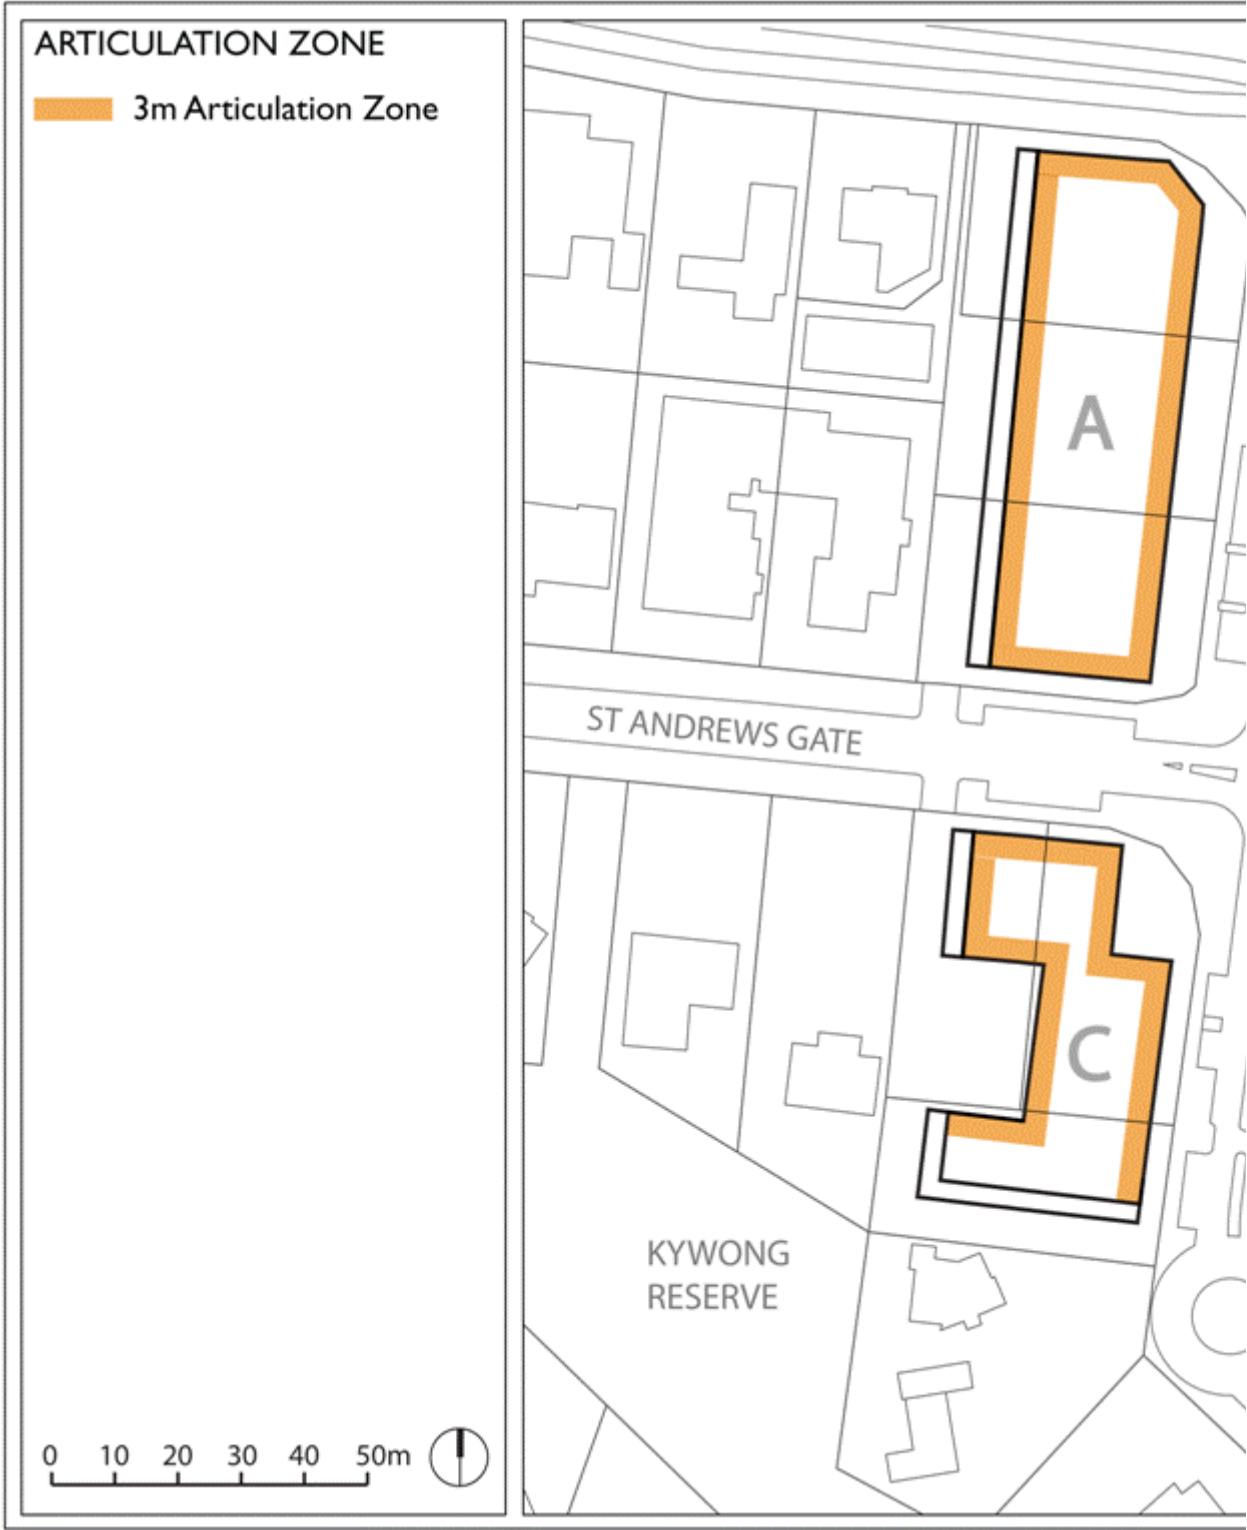 ARTICULATION ZONE
3m Articulation Zone
A
ST ANDREWS GATE
C
KYWONG
RESERVE
0 10 20 30 40 50m